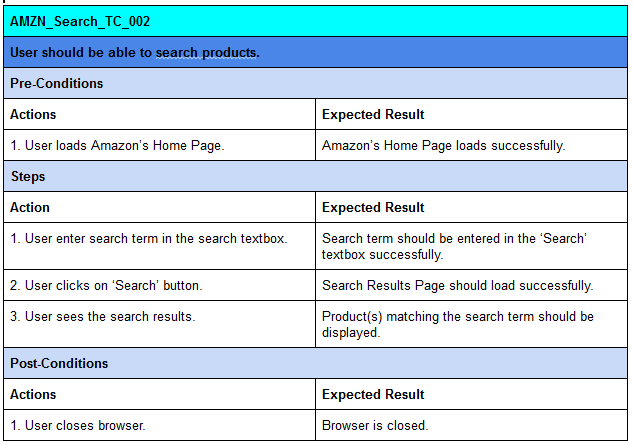 AMZN_Search_TC_002
User should be able to search products.
Pre-Conditions
Actions Expected Result
1. User loads Amazon’s Home Page. Amazon’s Home Page loads successfully.
Steps
Action Expected Result
1. User enter search term in the search textbox. Search term should be entered in the ‘Search’
textbox successfully.
2. User clicks on ‘Search’ button. Search Results Page should load successfully.
3. User sees the search results. Product(s) matching the search term should be
displayed.
Post-Conditions
Actions Expected Result
1. User closes browser. Browser is closed.